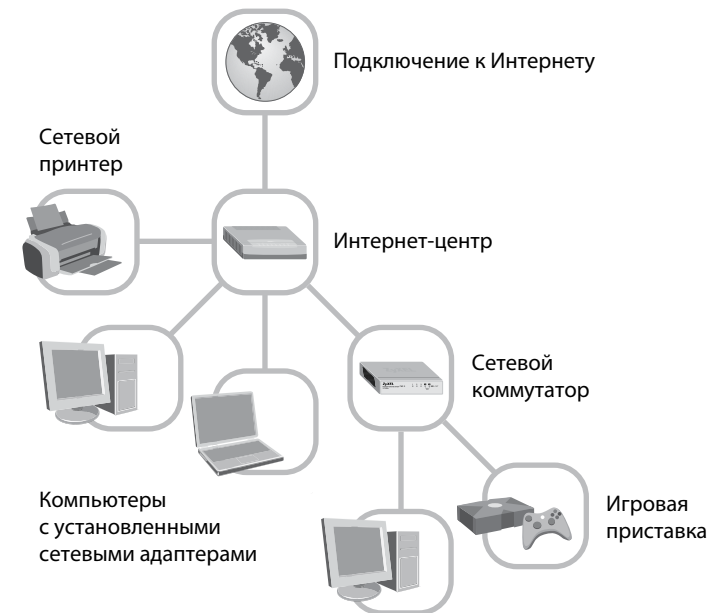 Подключение к Интернету
Сетевой
принтер
Интернет-центр
Сетевой
коммутатор
Компьютеры
с установленными
сетевыми адаптерами
Игровая
приставка